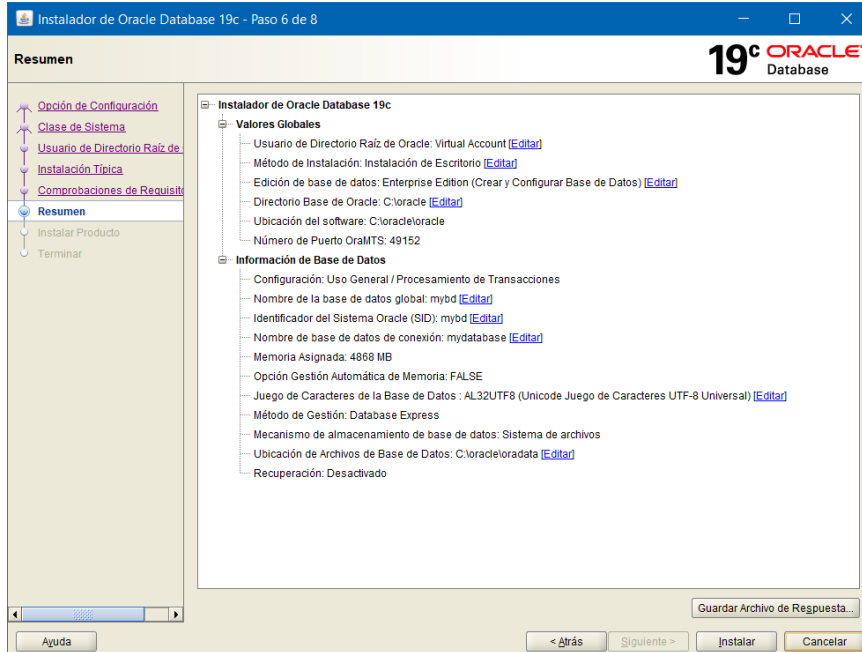 Instalador de Oracle Database 19c - Paso 6 de 8
Resumen
19c ORACLE
Database
Opción de Configuración
Clase de Sistema
Usuario de Directorio Raíz de
Instalación Típica
Comprobaciones de Requisito
Resumen
Instalar Producto
Terminar
Instalador de Oracle Database 19c
Valores Globales
Usuario de Directorio Raíz de Oracle: Virtual Account [Editar]
Método de Instalación: Instalación de Escritorio [Editar]
Edición de base de datos: Enterprise Edition (Crear y Configurar Base de Datos) [Editar]
Directorio Base de Oracle: C:\oracle [Editar]
Ubicación del software: C:\oracle\oracle
Número de Puerto OraMTS: 49152
Información de Base de Datos
Configuración: Uso General / Procesamiento de Transacciones
Nombre de la base de datos global: mybd [Editar]
Identificador del Sistema Oracle (SID): mybd [Editar]
Nombre de base de datos de conexión: mydatabase [Editar]
Memoria Asignada: 4868 MB
Opción Gestión Automática de Memoria: FALSE
Juego de Caracteres de la Base de Datos : AL32UTF8 (Unicode Juego de Caracteres UTF-8 Universal) [Editar]
Método de Gestión: Database Express
Mecanismo de almacenamiento de base de datos: Sistema de archivos
Ubicación de Archivos de Base de Datos: C:\oracle\oradata [Editar]
Recuperación: Desactivado
Guardar Archivo de Respuesta...
Ayuda
< Atrás
Siguiente >
Instalar
Cancelar